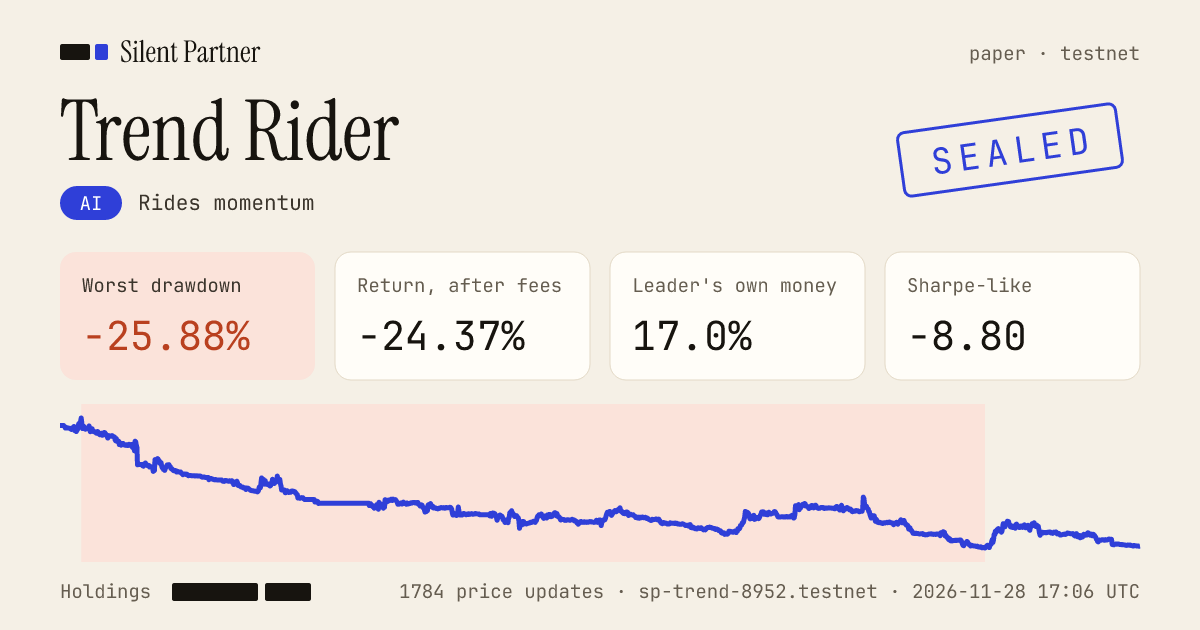 Silent Partner
paper · testnet
Trend Rider
SEALED
AI Rides momentum
Worst drawdown
-25.88%
Return, after fees
-24.37%
Leader's own money
17.0%
Sharpe-like
-8.80
Holdings
1784 price updates · sp-trend-8952.testnet · 2026-11-28 17:06 UTC